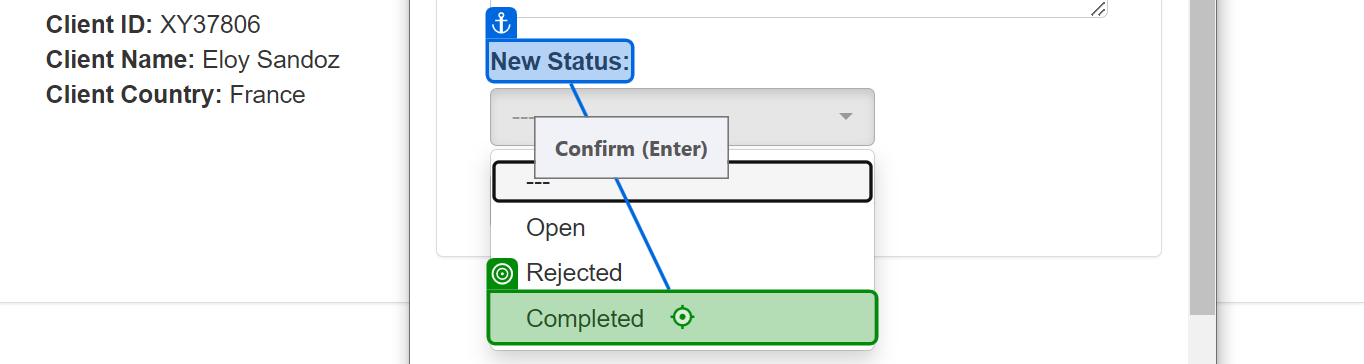 Client ID: XY37806
Client Name: Eloy Sandoz
Client Country: France
New Status:
---
Confirm (Enter)
---
Open
Rejected
Completed